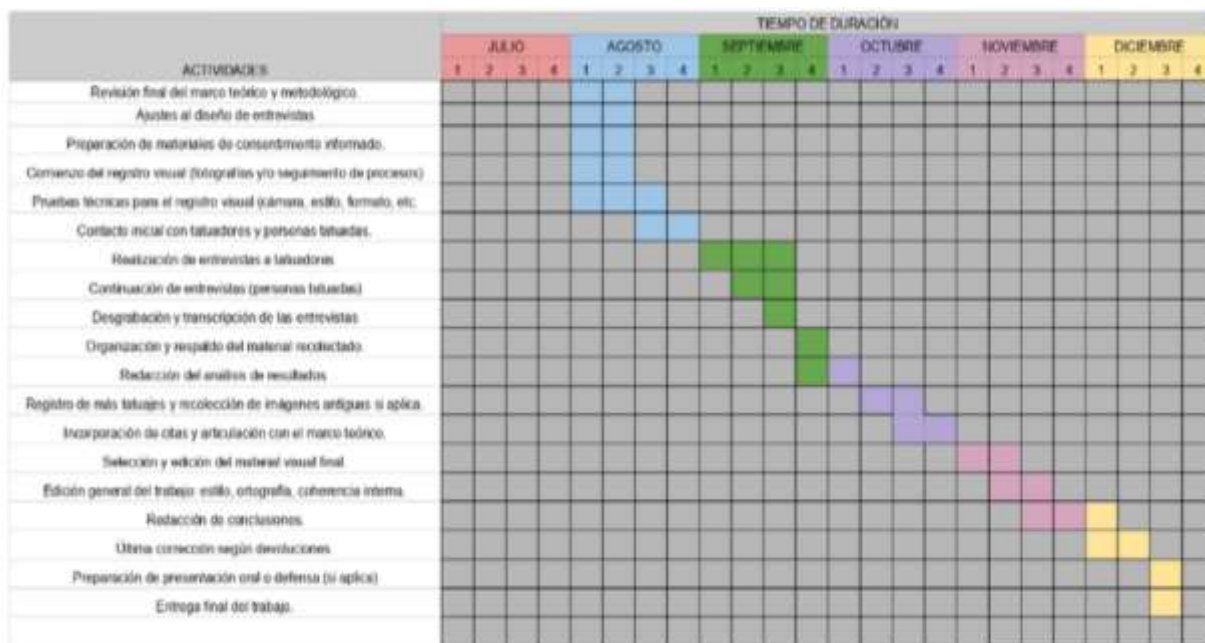 TIEMPO DE DURACIÓN
JULIO AGOSTO SEPTIEMBRE OCTUBRE NOVIEMBRE DICIEMBRE
ACTIVIDADES 1 2 3 4 1 2 3 4 1 2 3 4 1 2 3 4 1 2 3 4 1 2 3 4
Revisión final del marco teórico y metodológico.
Ajustes al diseño de entrevistas
Preparación de materiales de consentimiento informado.
Comienzo del registro visual (fotografías y/o seguimiento de procesos)
Pruebas técnicas para el registro visual (cámara, estilo, formato, etc.
Contacto inicial con tatuadores y personas tatuadas.
Realización de entrevistas a tatuadores
Continuación de entrevistas (personas tatuadas)
Desgrabación y transcripción de las entrevistas
Organización y respaldo del material recolectado.
Redacción del análisis de resultados
Registro de más tatuajes y recolección de imágenes antiguas si aplica.
Incorporación de citas y articulación con el marco teórico.
Selección y edición del material visual final
Edición general del trabajo: estilo, ortografía, coherencia interna.
Redacción de conclusiones.
Última corrección según devoluciones
Preparación de presentación oral o defensa (si aplica)
Entrega final del trabajo.